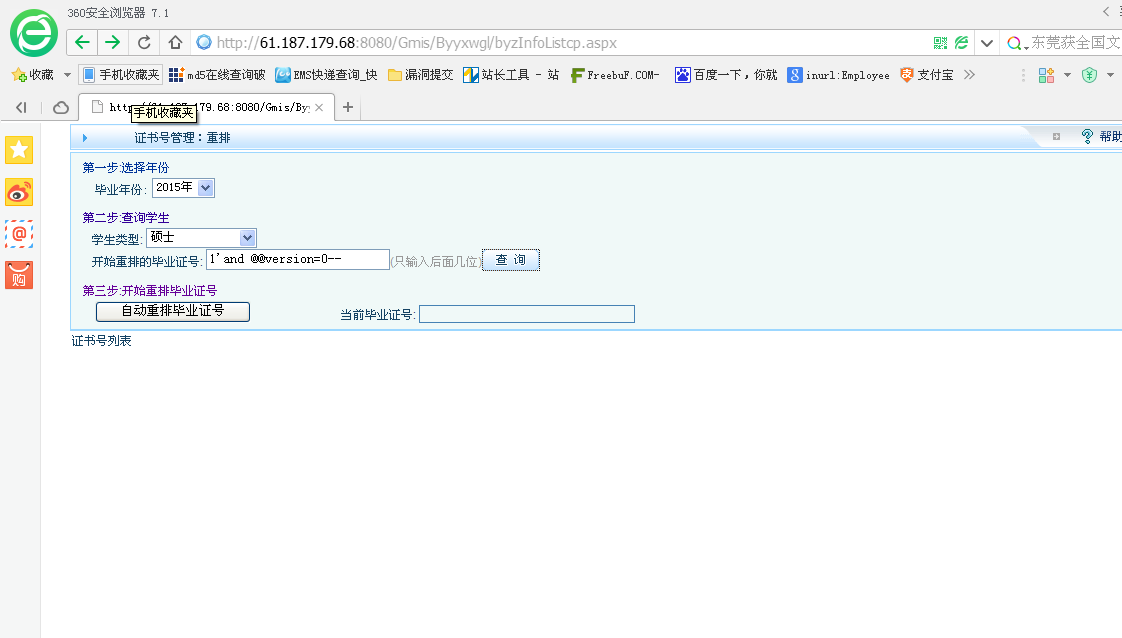 360安全浏览器 7.1
http://61.187.179.68:8080/Gmis/Byyxwgl/byzInfoListcp.aspx
东莞获全国文
收藏 手机收藏夹 md5在线查询破 EMS快递查询_快 漏洞提交 站长工具 - 站 FreebuF.COM- 百度一下，你就 inurl:Employee 支付宝
http://61.187.179.68:8080/Gmis/By
手机收藏夹
证书号管理：重排 帮助
第一步:选择年份
毕业年份: 2015年
第二步:查询学生
学生类型: 硕士
开始重排的毕业证号: 1'and @@version=0-- (只输入后面几位) 查 询
第三步:开始重排毕业证号
自动重排毕业证号 当前毕业证号:
证书号列表
购